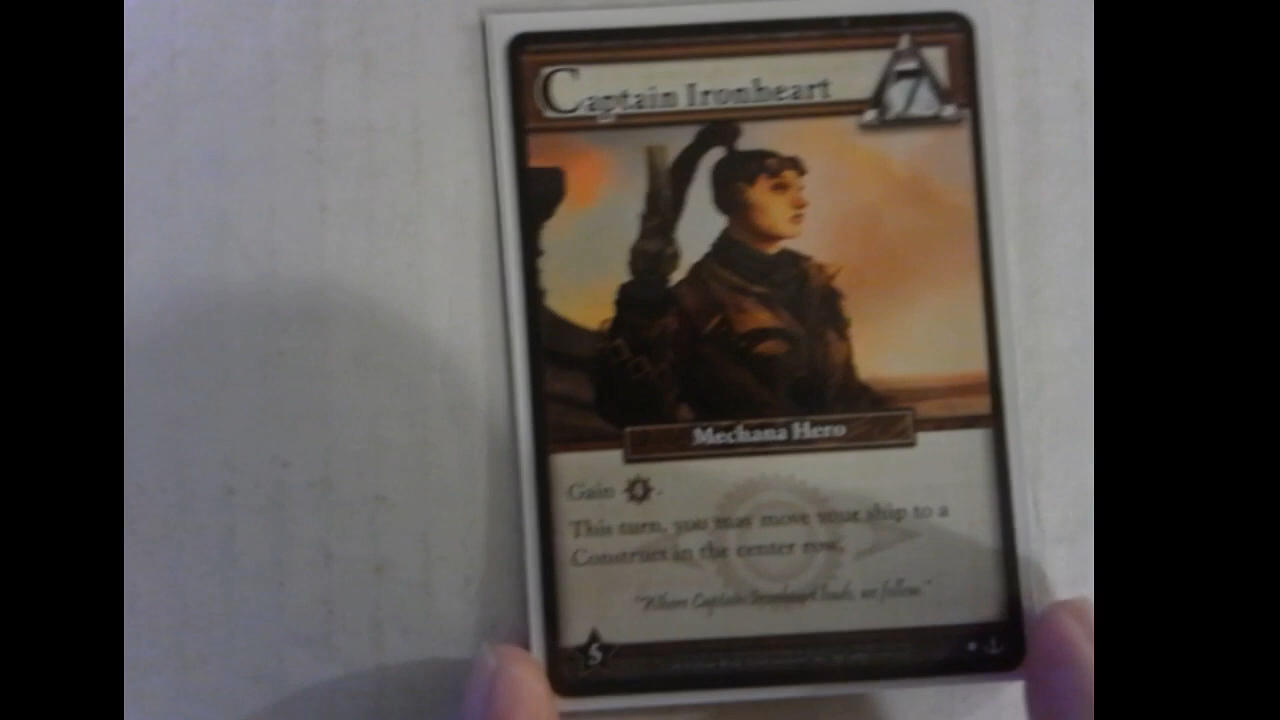 Captain Ironheart
7
Mechana Hero
Gain 4.
This turn, you may move your ship to a
Construct in the center row.
"Where Captain Ironheart leads, we follow."
5